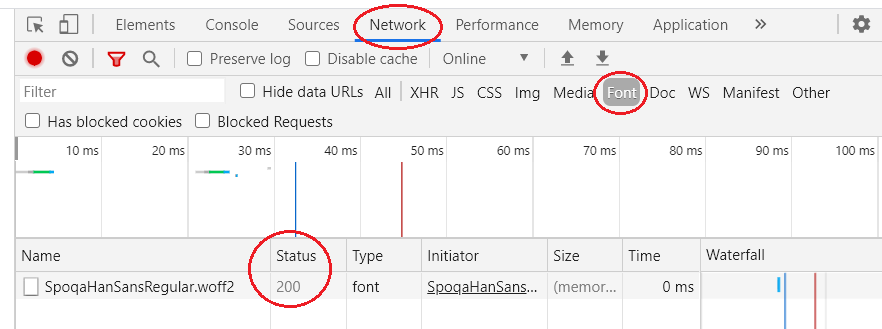 Elements Console Sources Network Performance Memory Application »
Preserve log Disable cache Online ▼
Filter Hide data URLs All XHR JS CSS Img Media Font Doc WS Manifest Other
Has blocked cookies Blocked Requests
10 ms 20 ms 30 ms 40 ms 50 ms 60 ms 70 ms 80 ms 90 ms 100 ms
Name Status Type Initiator Size Time Waterfall
SpoqaHanSansRegular.woff2 200 font SpoqaHanSans... (memor... 0 ms